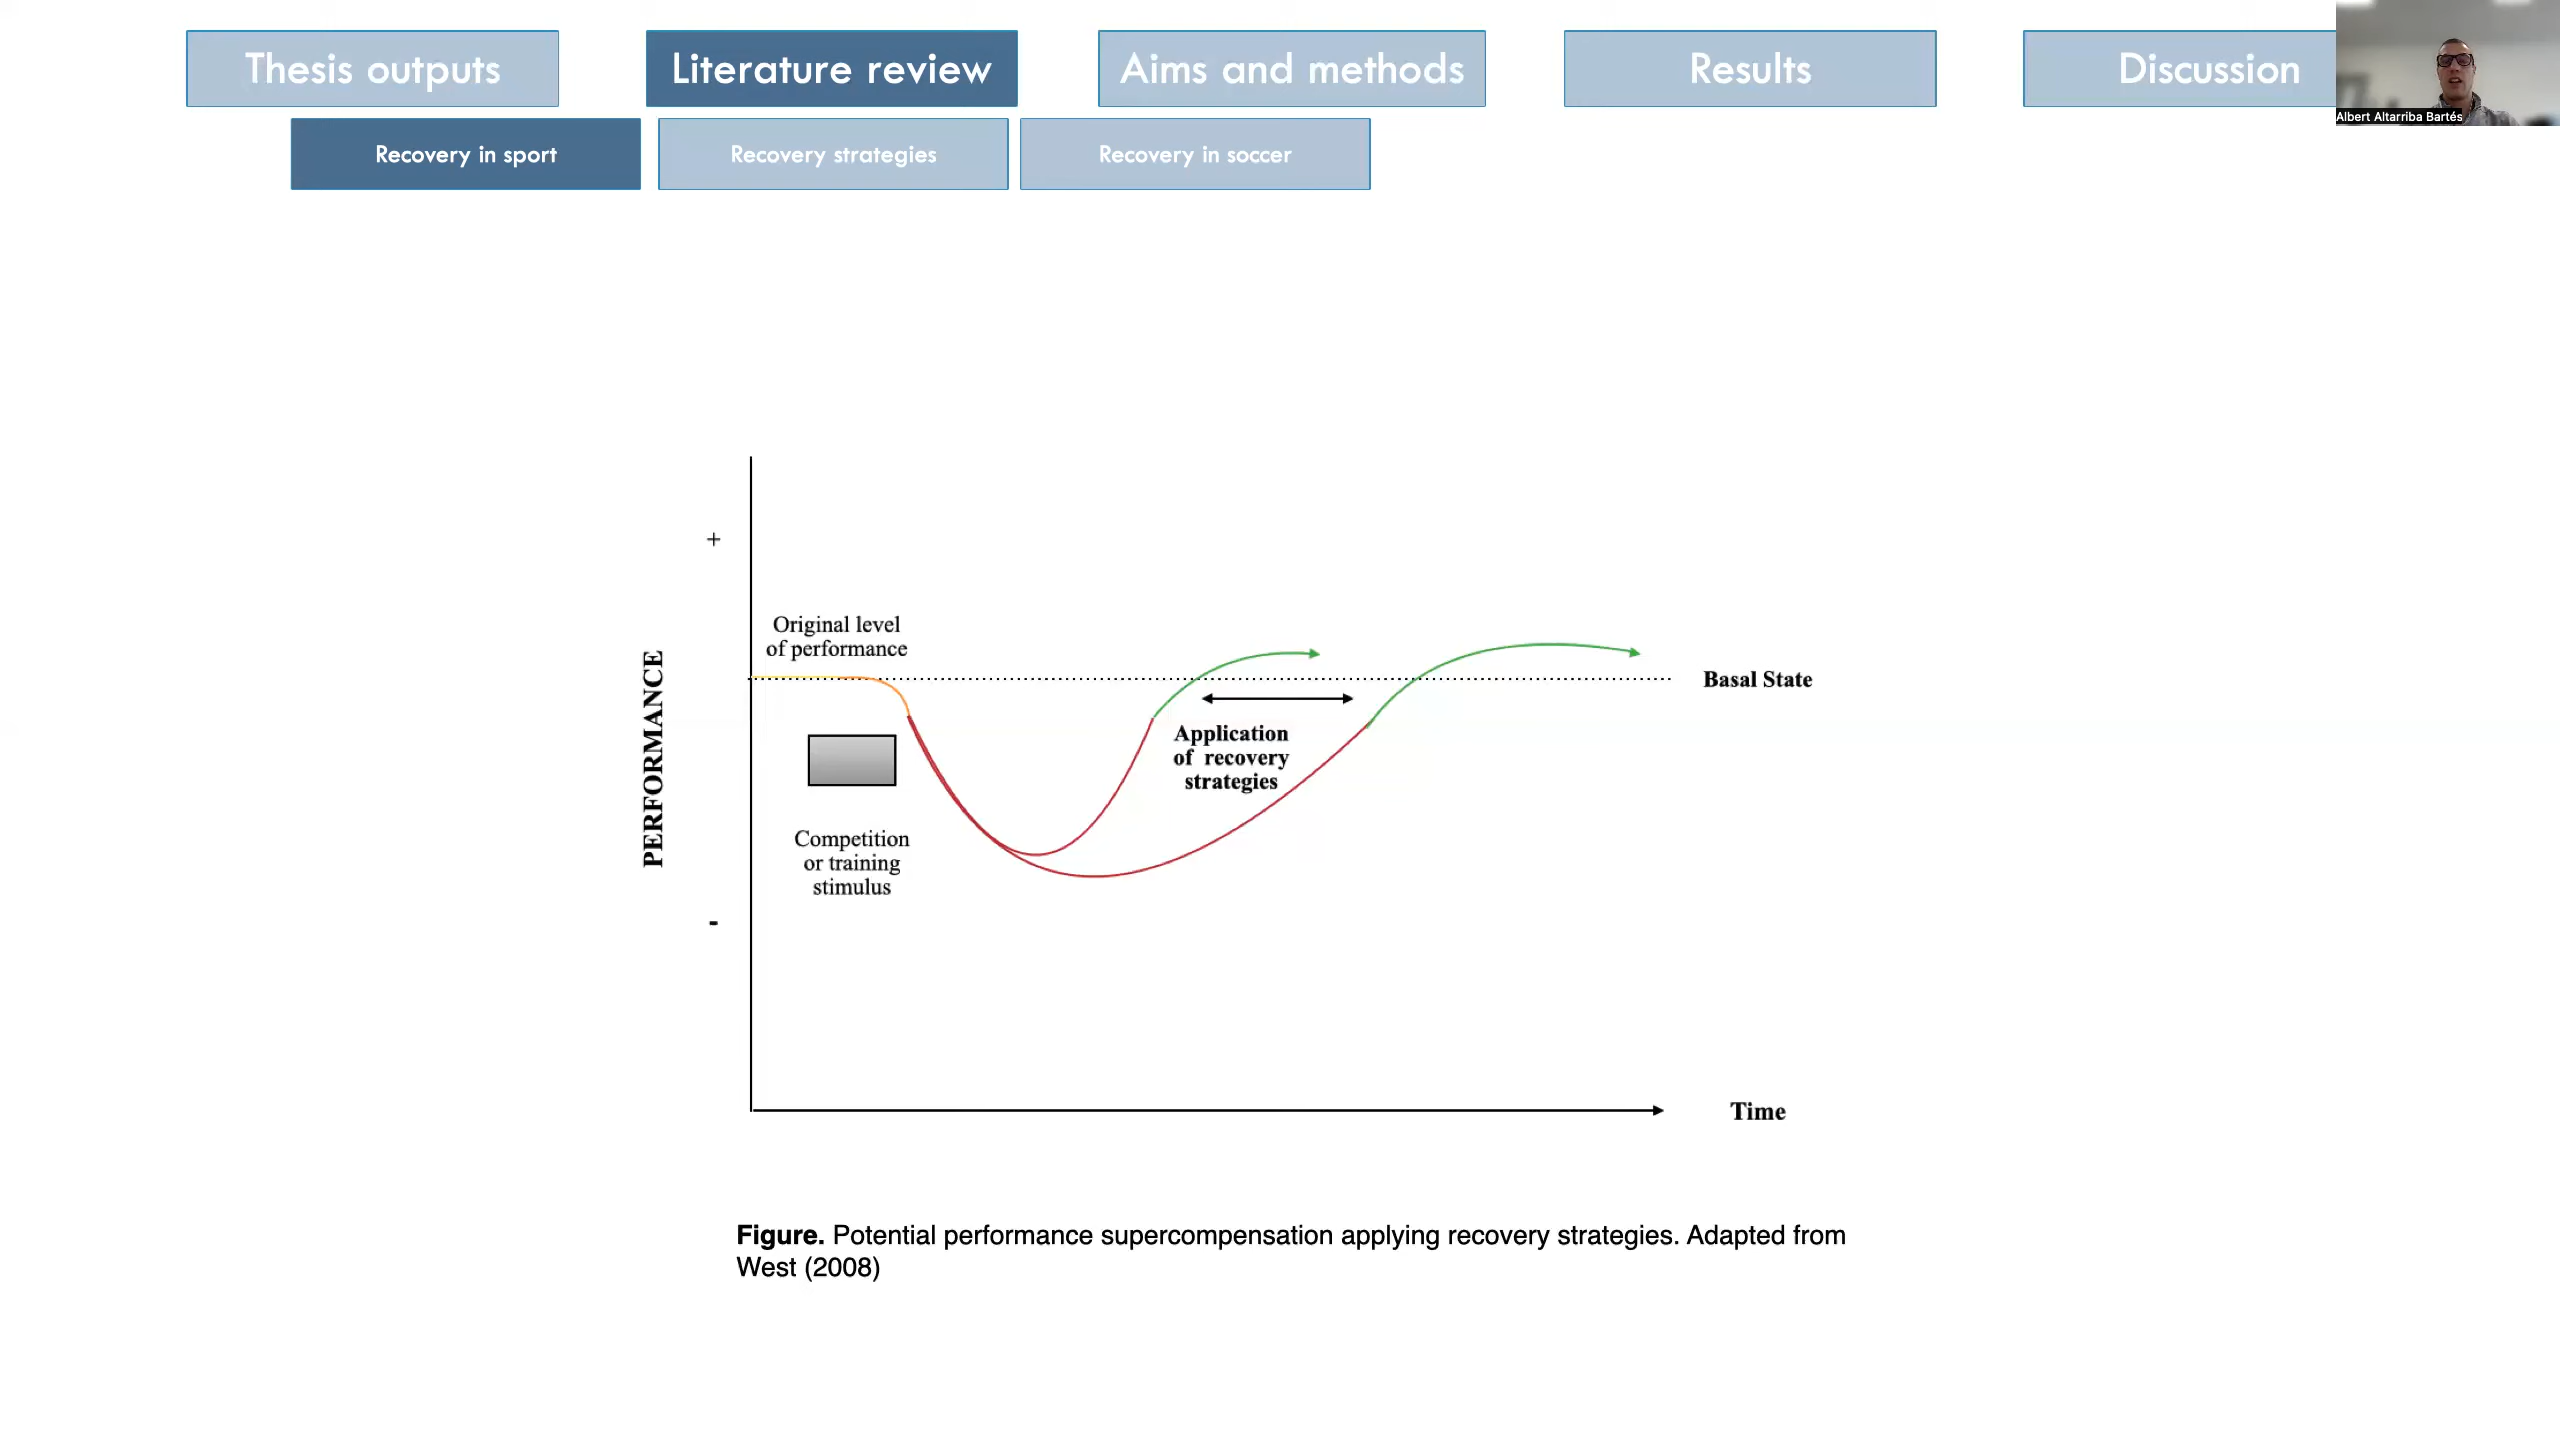 Thesis outputs
Literature review
Aims and methods
Results
Discussion
Albert Altarriba Bartés
Recovery in sport
Recovery strategies
Recovery in soccer
+
Original level
of performance
PERFORMANCE
Basal State
Application
of recovery
strategies
Competition
or training
stimulus
-
Time
Figure. Potential performance supercompensation applying recovery strategies. Adapted from
West (2008)